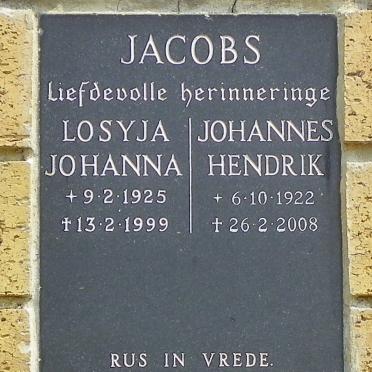 JACOBS
Liefdevolle herinneringe
LOSYJA
JOHANNA
+ 9·2·1925
✝ 13·2·1999
JOHANNES
HENDRIK
+ 6·10·1922
✝ 26·2·2008
RUS IN VREDE.